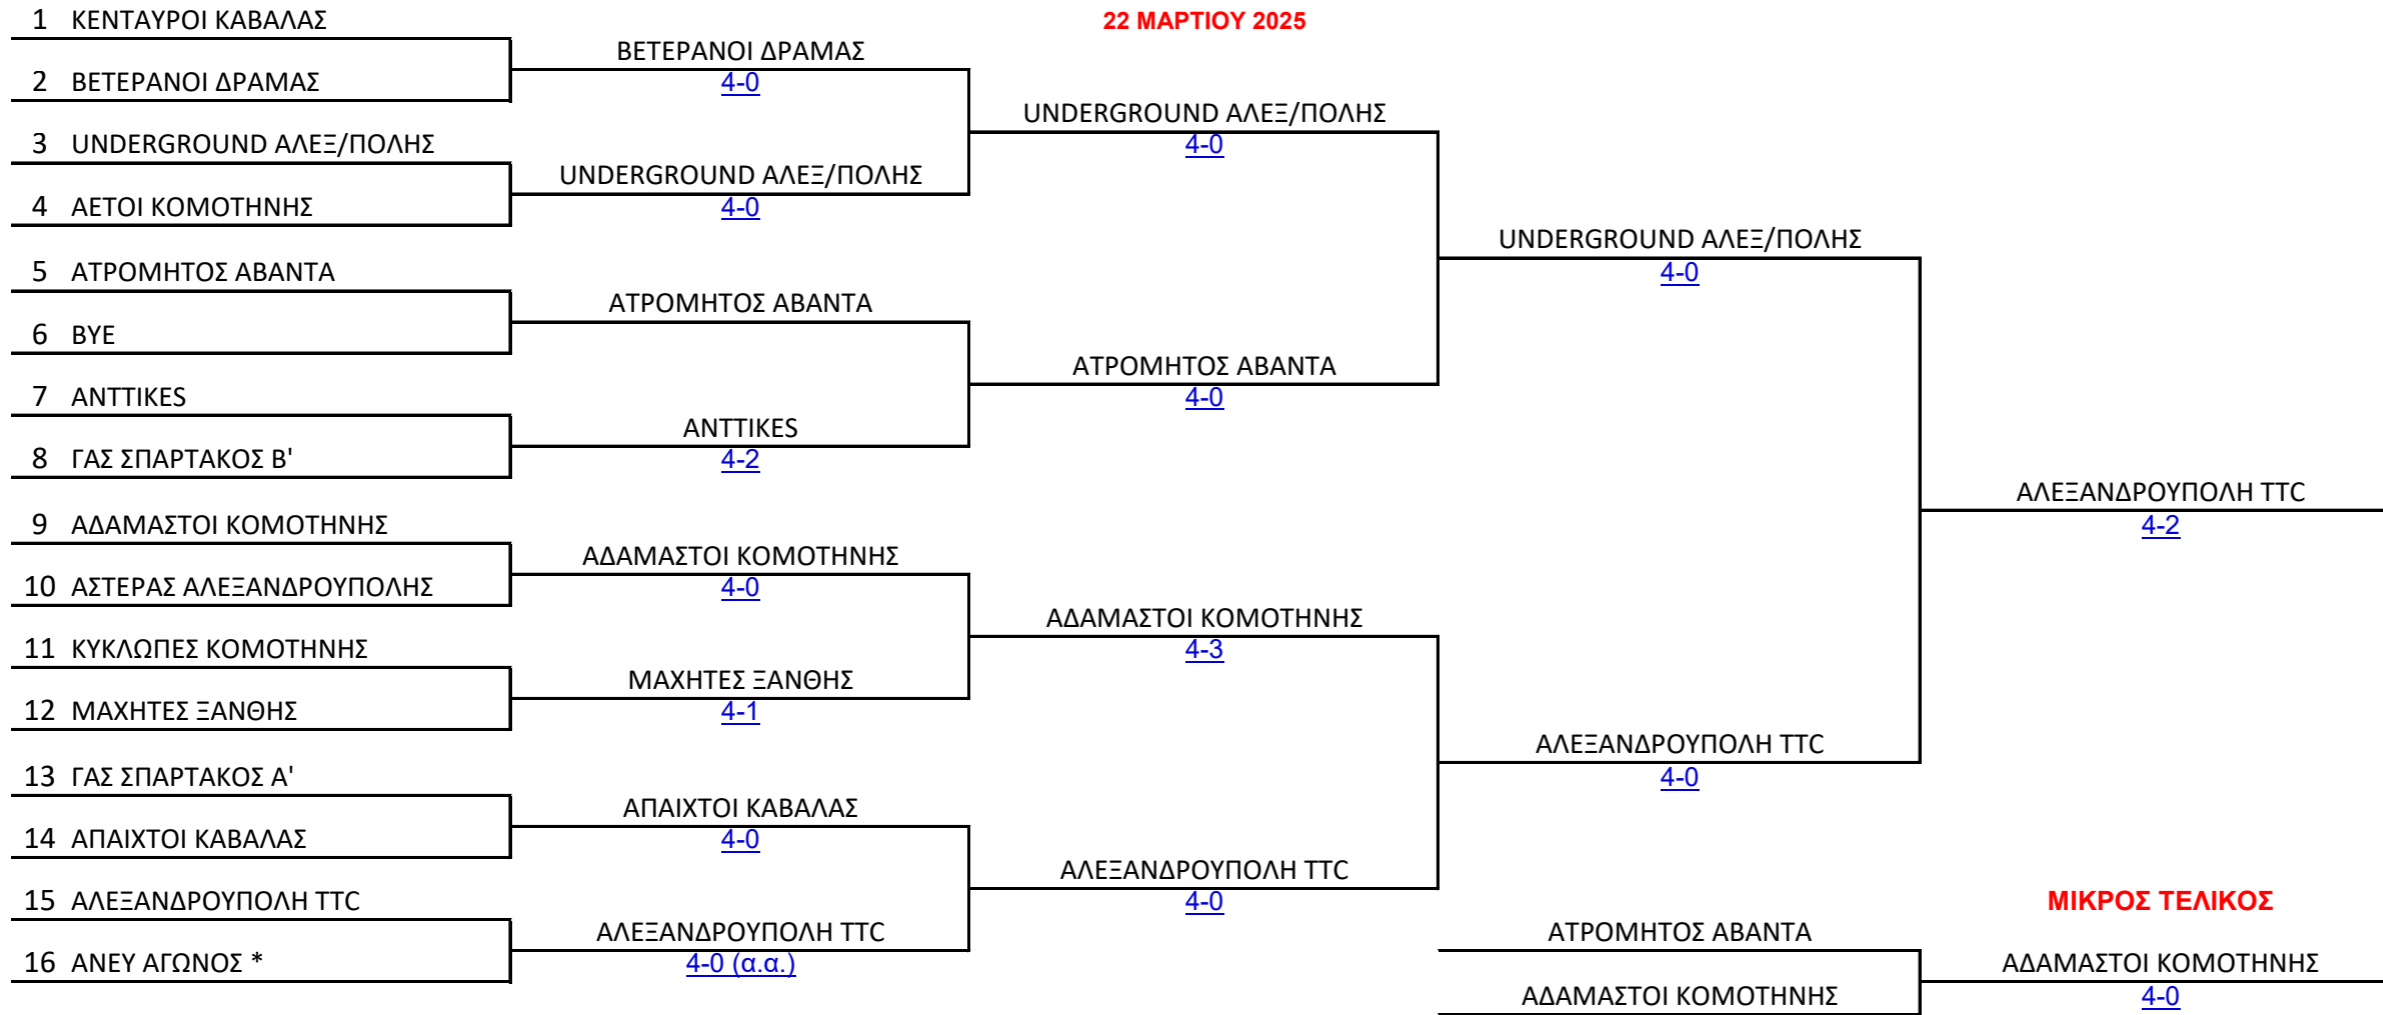 22 ΜΑΡΤΙΟΥ 2025
1 ΚΕΝΤΑΥΡΟΙ ΚΑΒΑΛΑΣ
2 ΒΕΤΕΡΑΝΟΙ ΔΡΑΜΑΣ
3 UNDERGROUND ΑΛΕΞ/ΠΟΛΗΣ
4 ΑΕΤΟΙ ΚΟΜΟΤΗΝΗΣ
5 ΑΤΡΟΜΗΤΟΣ ΑΒΑΝΤΑ
6 BYE
7 ANTTIKES
8 ΓΑΣ ΣΠΑΡΤΑΚΟΣ Β'
9 ΑΔΑΜΑΣΤΟΙ ΚΟΜΟΤΗΝΗΣ
10 ΑΣΤΕΡΑΣ ΑΛΕΞΑΝΔΡΟΥΠΟΛΗΣ
11 ΚΥΚΛΩΠΕΣ ΚΟΜΟΤΗΝΗΣ
12 ΜΑΧΗΤΕΣ ΞΑΝΘΗΣ
13 ΓΑΣ ΣΠΑΡΤΑΚΟΣ Α'
14 ΑΠΑΙΧΤΟΙ ΚΑΒΑΛΑΣ
15 ΑΛΕΞΑΝΔΡΟΥΠΟΛΗ TTC
16 ΑΝΕΥ ΑΓΩΝΟΣ *
ΒΕΤΕΡΑΝΟΙ ΔΡΑΜΑΣ
4-0
UNDERGROUND ΑΛΕΞ/ΠΟΛΗΣ
4-0
ΑΤΡΟΜΗΤΟΣ ΑΒΑΝΤΑ
ANTTIKES
4-2
ΑΔΑΜΑΣΤΟΙ ΚΟΜΟΤΗΝΗΣ
4-0
ΜΑΧΗΤΕΣ ΞΑΝΘΗΣ
4-1
ΑΠΑΙΧΤΟΙ ΚΑΒΑΛΑΣ
4-0
ΑΛΕΞΑΝΔΡΟΥΠΟΛΗ TTC
4-0 (α.α.)
UNDERGROUND ΑΛΕΞ/ΠΟΛΗΣ
4-0
ΑΤΡΟΜΗΤΟΣ ΑΒΑΝΤΑ
4-0
ΑΔΑΜΑΣΤΟΙ ΚΟΜΟΤΗΝΗΣ
4-3
ΑΛΕΞΑΝΔΡΟΥΠΟΛΗ TTC
4-0
UNDERGROUND ΑΛΕΞ/ΠΟΛΗΣ
4-0
ΑΛΕΞΑΝΔΡΟΥΠΟΛΗ TTC
4-0
ΑΛΕΞΑΝΔΡΟΥΠΟΛΗ TTC
4-2
ΜΙΚΡΟΣ ΤΕΛΙΚΟΣ
ΑΤΡΟΜΗΤΟΣ ΑΒΑΝΤΑ
ΑΔΑΜΑΣΤΟΙ ΚΟΜΟΤΗΝΗΣ
ΑΔΑΜΑΣΤΟΙ ΚΟΜΟΤΗΝΗΣ
4-0